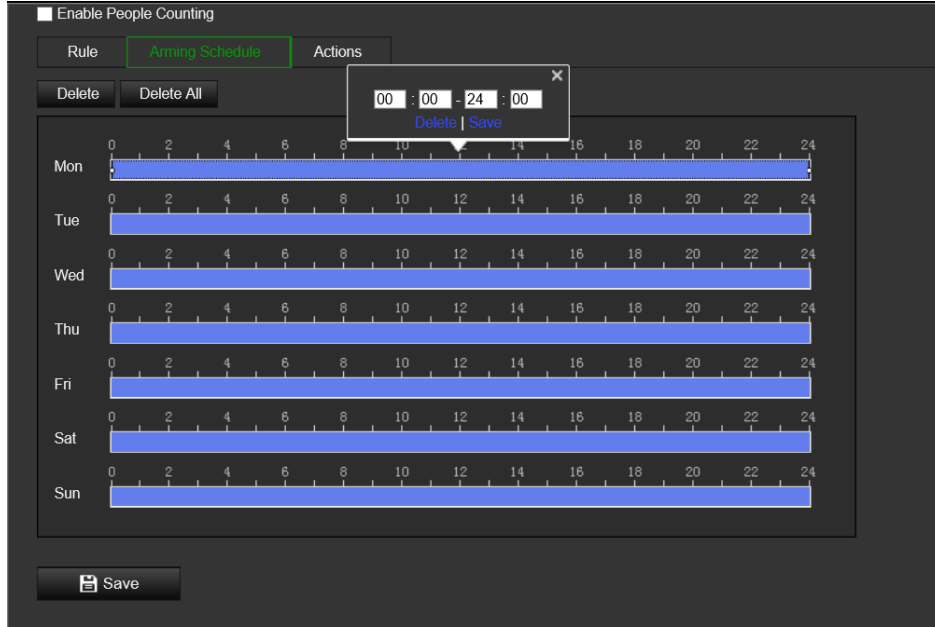 Enable People Counting
Rule Arming Schedule Actions
×
Delete Delete All
00 : 00 - 24 : 00
Delete | Save
0 2 4 6 8 10 12 14 16 18 20 22 24
Mon
0 2 4 6 8 10 12 14 16 18 20 22 24
Tue
0 2 4 6 8 10 12 14 16 18 20 22 24
Wed
0 2 4 6 8 10 12 14 16 18 20 22 24
Thu
0 2 4 6 8 10 12 14 16 18 20 22 24
Fri
0 2 4 6 8 10 12 14 16 18 20 22 24
Sat
0 2 4 6 8 10 12 14 16 18 20 22 24
Sun
Save